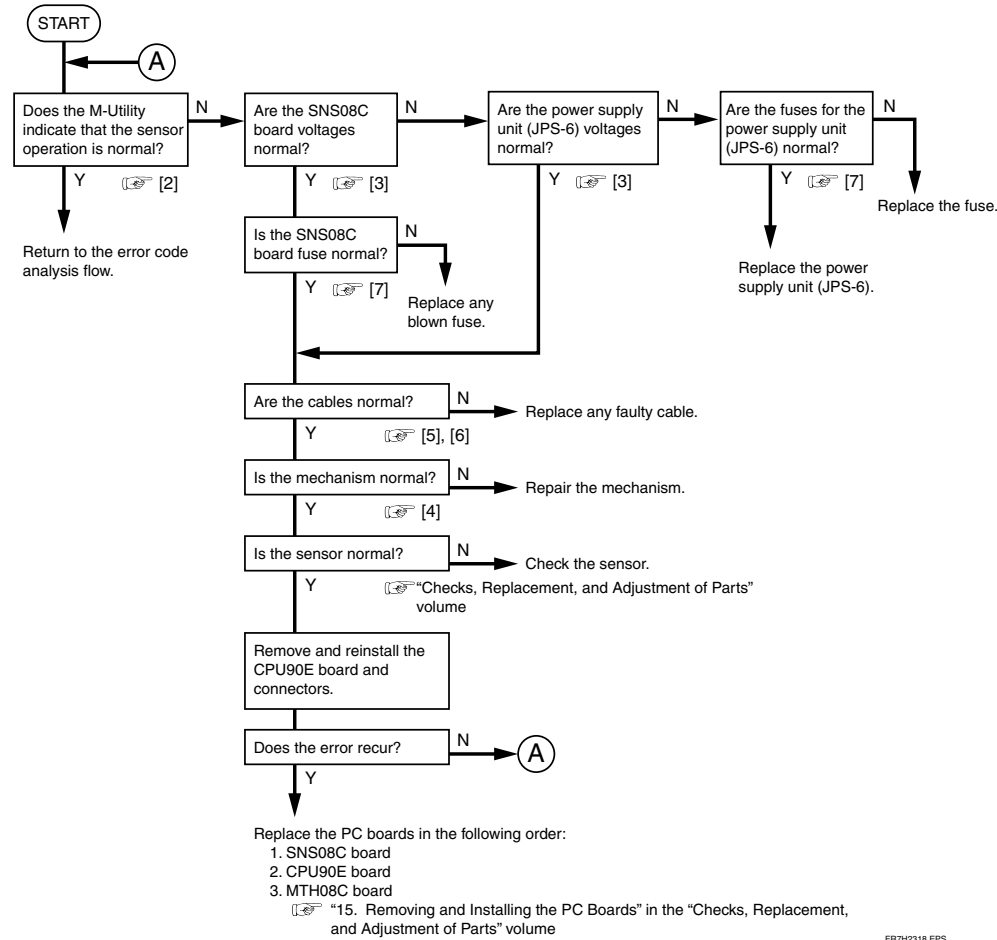 START
A
Does the M-Utility
indicate that the sensor
operation is normal?
N
Y
[2]
Return to the error code
analysis flow.
Are the SNS08C
board voltages
normal?
N
Y
[3]
Is the SNS08C
board fuse normal?
N
Y
[7]
Replace any
blown fuse.
Are the power supply
unit (JPS-6) voltages
normal?
N
Y
[3]
Are the fuses for the
power supply unit
(JPS-6) normal?
N
Y
[7]
Replace the fuse.
Replace the power
supply unit (JPS-6).
Are the cables normal?
N
Replace any faulty cable.
Y
[5], [6]
Is the mechanism normal?
N
Repair the mechanism.
Y
[4]
Is the sensor normal?
N
Check the sensor.
Y
"Checks, Replacement, and Adjustment of Parts"
volume
Remove and reinstall the
CPU90E board and
connectors.
Does the error recur?
N
A
Y
Replace the PC boards in the following order:
1. SNS08C board
2. CPU90E board
3. MTH08C board
"15. Removing and Installing the PC Boards" in the "Checks, Replacement,
and Adjustment of Parts" volume
FR7H2318.EPS